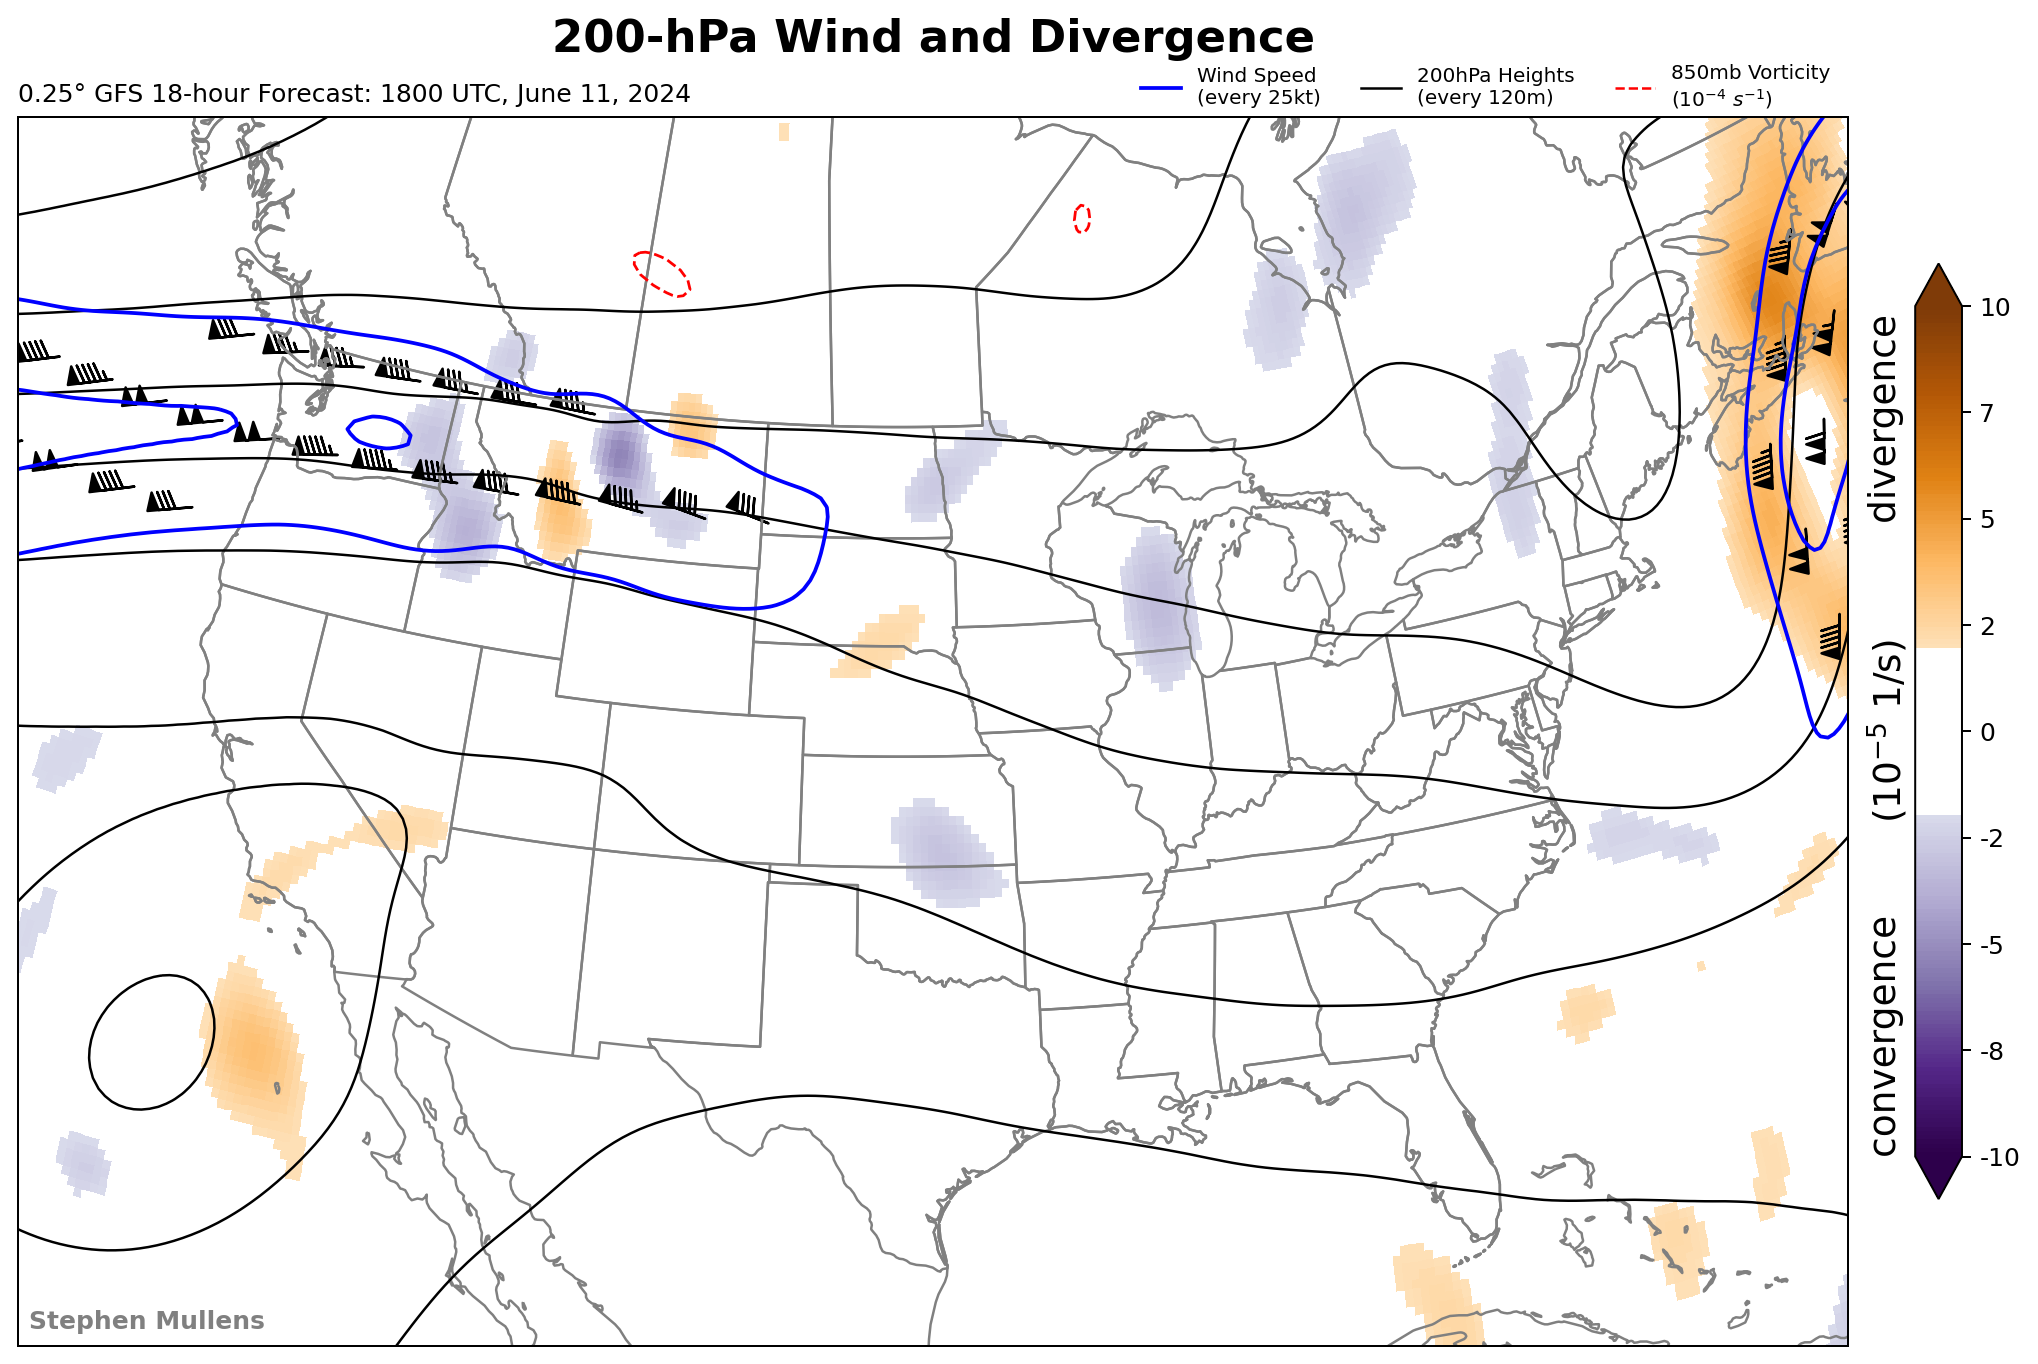 200-hPa Wind and Divergence
0.25° GFS 18-hour Forecast: 1800 UTC, June 11, 2024
Wind Speed
(every 25kt)
200hPa Heights
(every 120m)
850mb Vorticity
(10⁻⁴ s⁻¹)
10
7
5
2
0
-2
-5
-8
-10
convergence (10⁻⁵ 1/s) divergence
Stephen Mullens